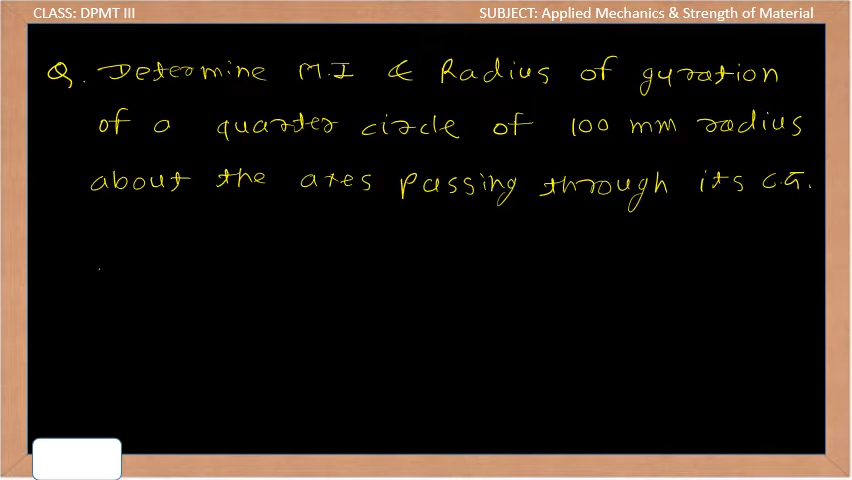 CLASS: DPMT III
SUBJECT: Applied Mechanics & Strength of Material
Q. Determine M.I & Radius of gyration
of a quarter circle of 100 mm radius
about the axes passing through its C.G.